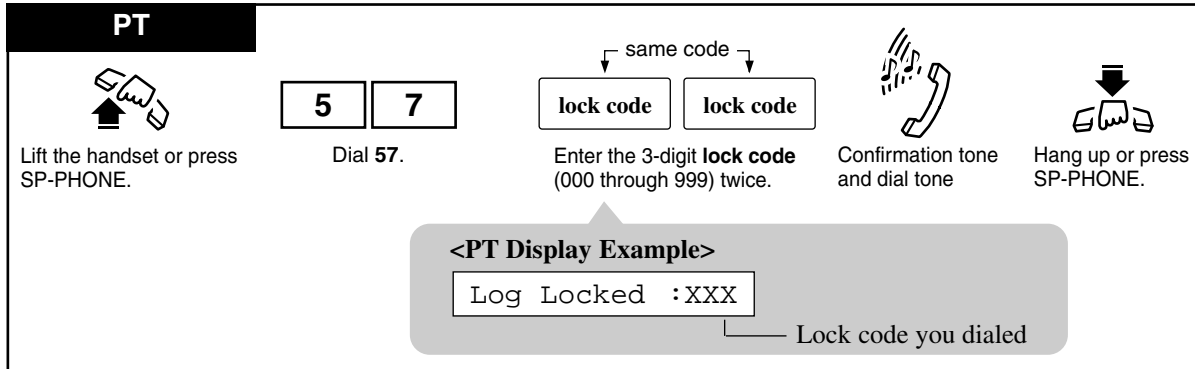 PT
same code
5 7
lock code lock code
Lift the handset or press
SP-PHONE.
Dial 57.
Enter the 3-digit lock code
(000 through 999) twice.
Confirmation tone
and dial tone
Hang up or press
SP-PHONE.
<PT Display Example>
Log Locked :XXX
Lock code you dialed